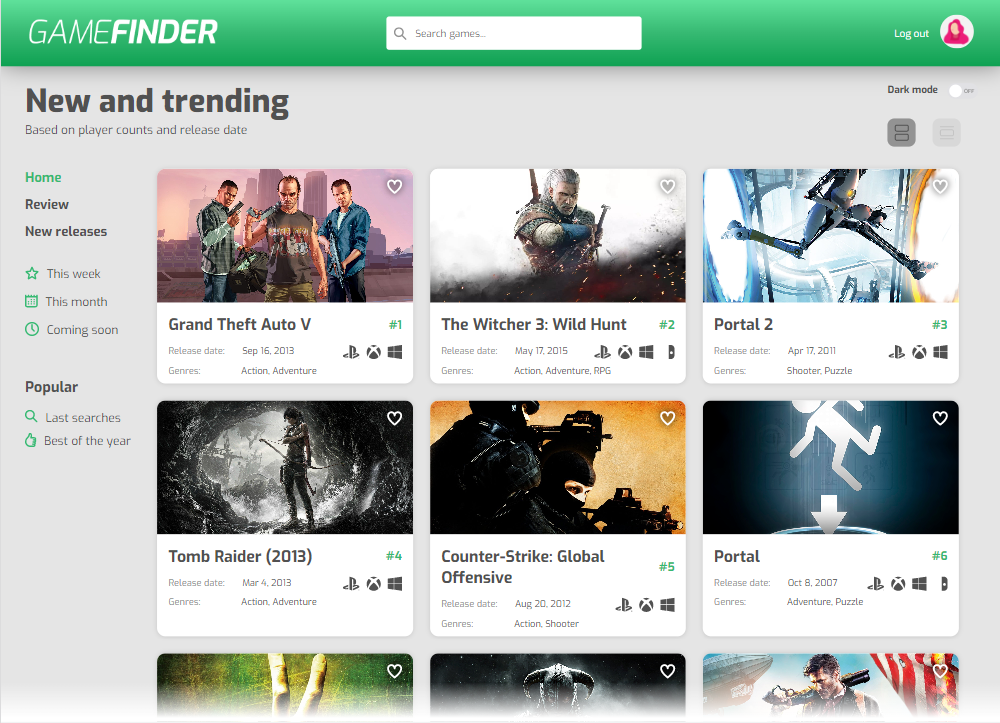 GAMEFINDER
Search games...
Log out
New and trending
Based on player counts and release date
Dark mode
OFF
Home
Review
New releases
This week
This month
Coming soon
Popular
Last searches
Best of the year
Grand Theft Auto V #1
Release date: Sep 16, 2013
Genres: Action, Adventure
The Witcher 3: Wild Hunt #2
Release date: May 17, 2015
Genres: Action, Adventure, RPG
Portal 2 #3
Release date: Apr 17, 2011
Genres: Shooter, Puzzle
Tomb Raider (2013) #4
Release date: Mar 4, 2013
Genres: Action, Adventure
Counter-Strike: Global
Offensive #5
Release date: Aug 20, 2012
Genres: Action, Shooter
Portal #6
Release date: Oct 8, 2007
Genres: Adventure, Puzzle